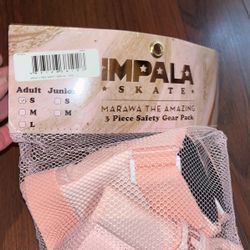 IMPALA
SKATE
Adult Junior
S S
M M
L
MARAWA THE AMAZING
3 Piece Safety Gear Pack